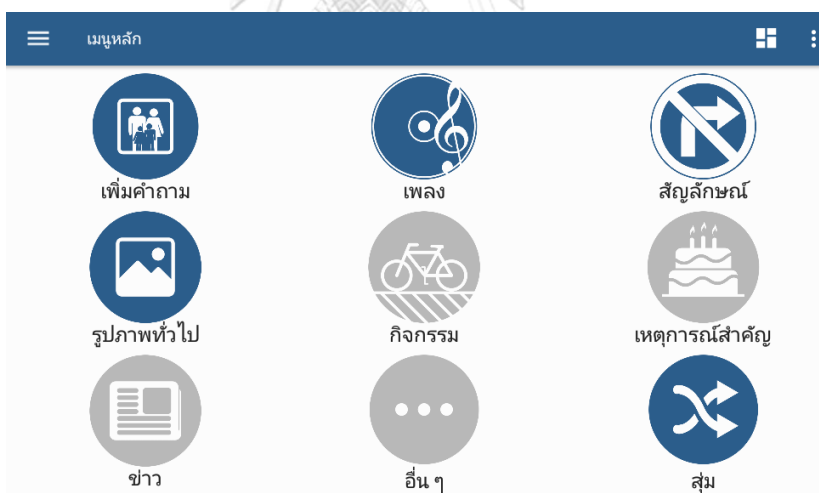 เมนูหลัก
เพิ่มคำถาม
เพลง
สัญลักษณ์
รูปภาพทั่วไป
กิจกรรม
เหตุการณ์สำคัญ
ข่าว
อื่น ๆ
สุ่ม